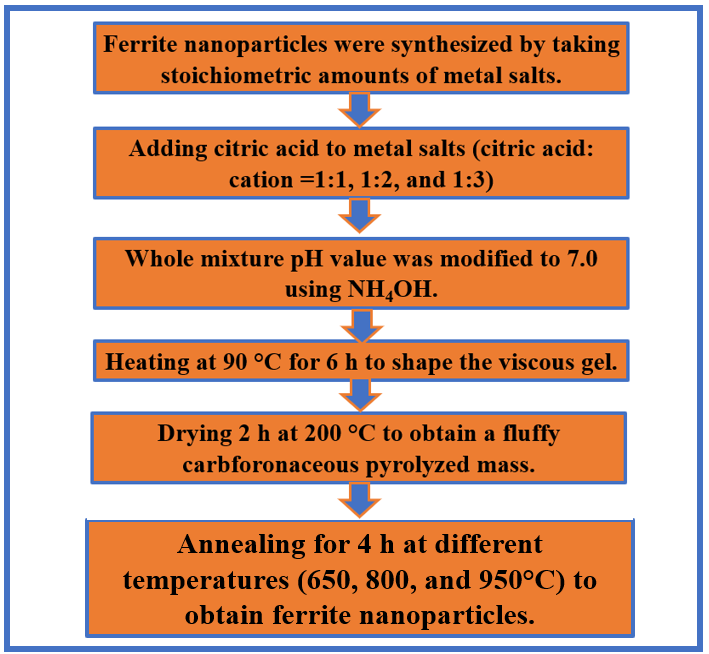 Ferrite nanoparticles were synthesized by taking
stoichiometric amounts of metal salts.
Adding citric acid to metal salts (citric acid:
cation =1:1, 1:2, and 1:3)
Whole mixture pH value was modified to 7.0
using NH₄OH.
Heating at 90 °C for 6 h to shape the viscous gel.
Drying 2 h at 200 °C to obtain a fluffy
carbforonaceous pyrolyzed mass.
Annealing for 4 h at different
temperatures (650, 800, and 950°C) to
obtain ferrite nanoparticles.